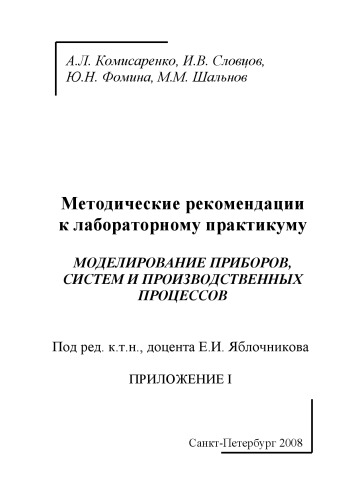 А.Л. Комисаренко, И.В. Словцов,
Ю.Н. Фомина, М.М. Шальнов
Методические рекомендации
к лабораторному практикуму
МОДЕЛИРОВАНИЕ ПРИБОРОВ,
СИСТЕМ И ПРОИЗВОДСТВЕННЫХ
ПРОЦЕССОВ
Под ред. к.т.н., доцента Е.И. Яблочникова
ПРИЛОЖЕНИЕ I
Санкт-Петербург 2008